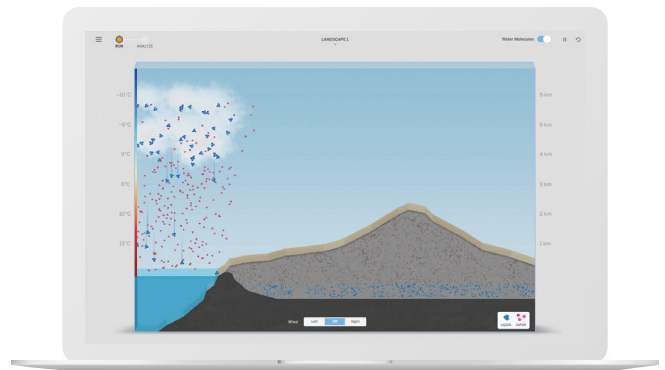 RUN
ANALYZE
LANDSCAPE 1
Water Molecules
-10°C
-5°C
0°C
5°C
10°C
15°C
6 km
5 km
4 km
3 km
2 km
1 km
Wind
Left
Off
Right
LIQUID
VAPOR